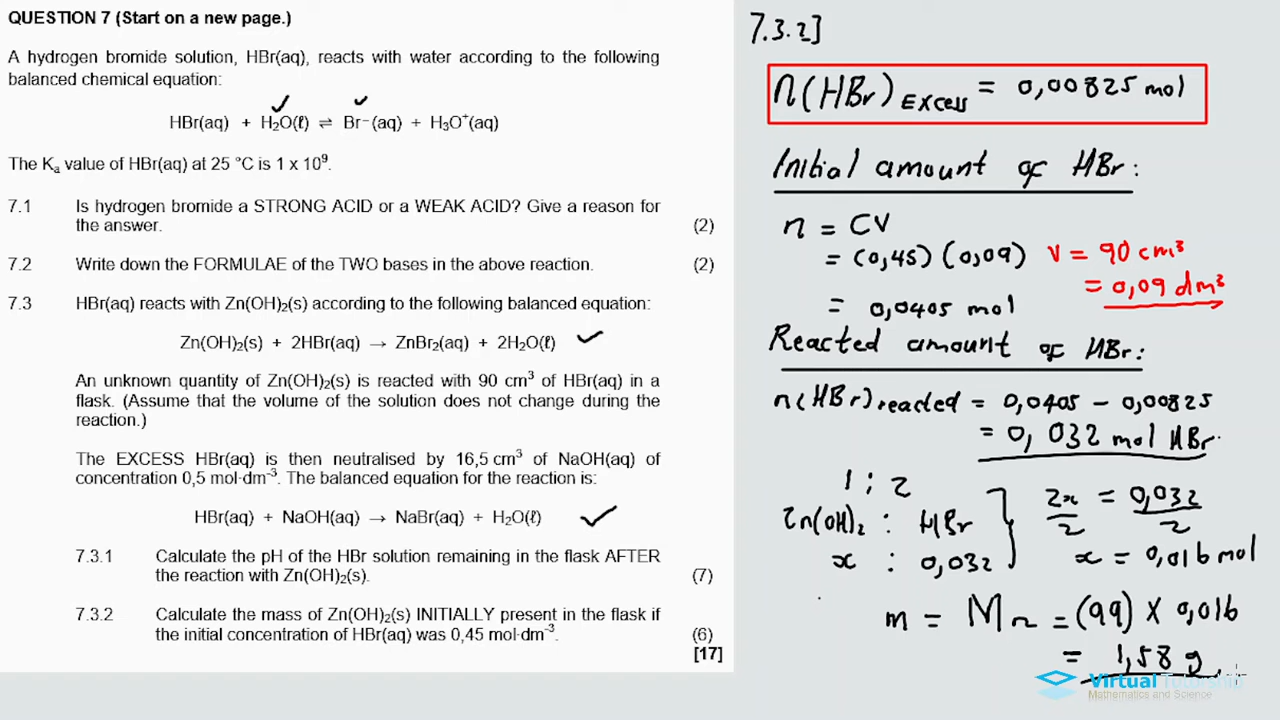 QUESTION 7 (Start on a new page.)
A hydrogen bromide solution, HBr(aq), reacts with water according to the following
balanced chemical equation:
HBr(aq) + H₂O(ℓ) ⇌ Br⁻(aq) + H₃O⁺(aq)
The Kₐ value of HBr(aq) at 25 °C is 1 x 10⁹.
7.1 Is hydrogen bromide a STRONG ACID or a WEAK ACID? Give a reason for
the answer. (2)
7.2 Write down the FORMULAE of the TWO bases in the above reaction. (2)
7.3 HBr(aq) reacts with Zn(OH)₂(s) according to the following balanced equation:
Zn(OH)₂(s) + 2HBr(aq) → ZnBr₂(aq) + 2H₂O(ℓ) ✓
An unknown quantity of Zn(OH)₂(s) is reacted with 90 cm³ of HBr(aq) in a
flask. (Assume that the volume of the solution does not change during the
reaction.)
The EXCESS HBr(aq) is then neutralised by 16,5 cm³ of NaOH(aq) of
concentration 0,5 mol·dm⁻³. The balanced equation for the reaction is:
HBr(aq) + NaOH(aq) → NaBr(aq) + H₂O(ℓ) ✓
7.3.1 Calculate the pH of the HBr solution remaining in the flask AFTER
the reaction with Zn(OH)₂(s). (7)
7.3.2 Calculate the mass of Zn(OH)₂(s) INITIALLY present in the flask if
the initial concentration of HBr(aq) was 0,45 mol·dm⁻³. (6)
[17]
7.3.2]
n(HBr) Excess = 0,00825 mol
Initial amount of HBr:
n = CV
= (0,45) (0,09) V = 90 cm³
= 0,09 dm³
= 0,0405 mol
Reacted amount of HBr:
n(HBr) reacted = 0,0405 - 0,00825
= 0,032 mol HBr
1 : 2
Zn(OH)₂ : HBr
x : 0,032
2x/2 = 0,032/2
x = 0,016 mol
m = Mn = (99) × 0,016
= 1,58 g
Virtual Tutorship
Mathematics and Science